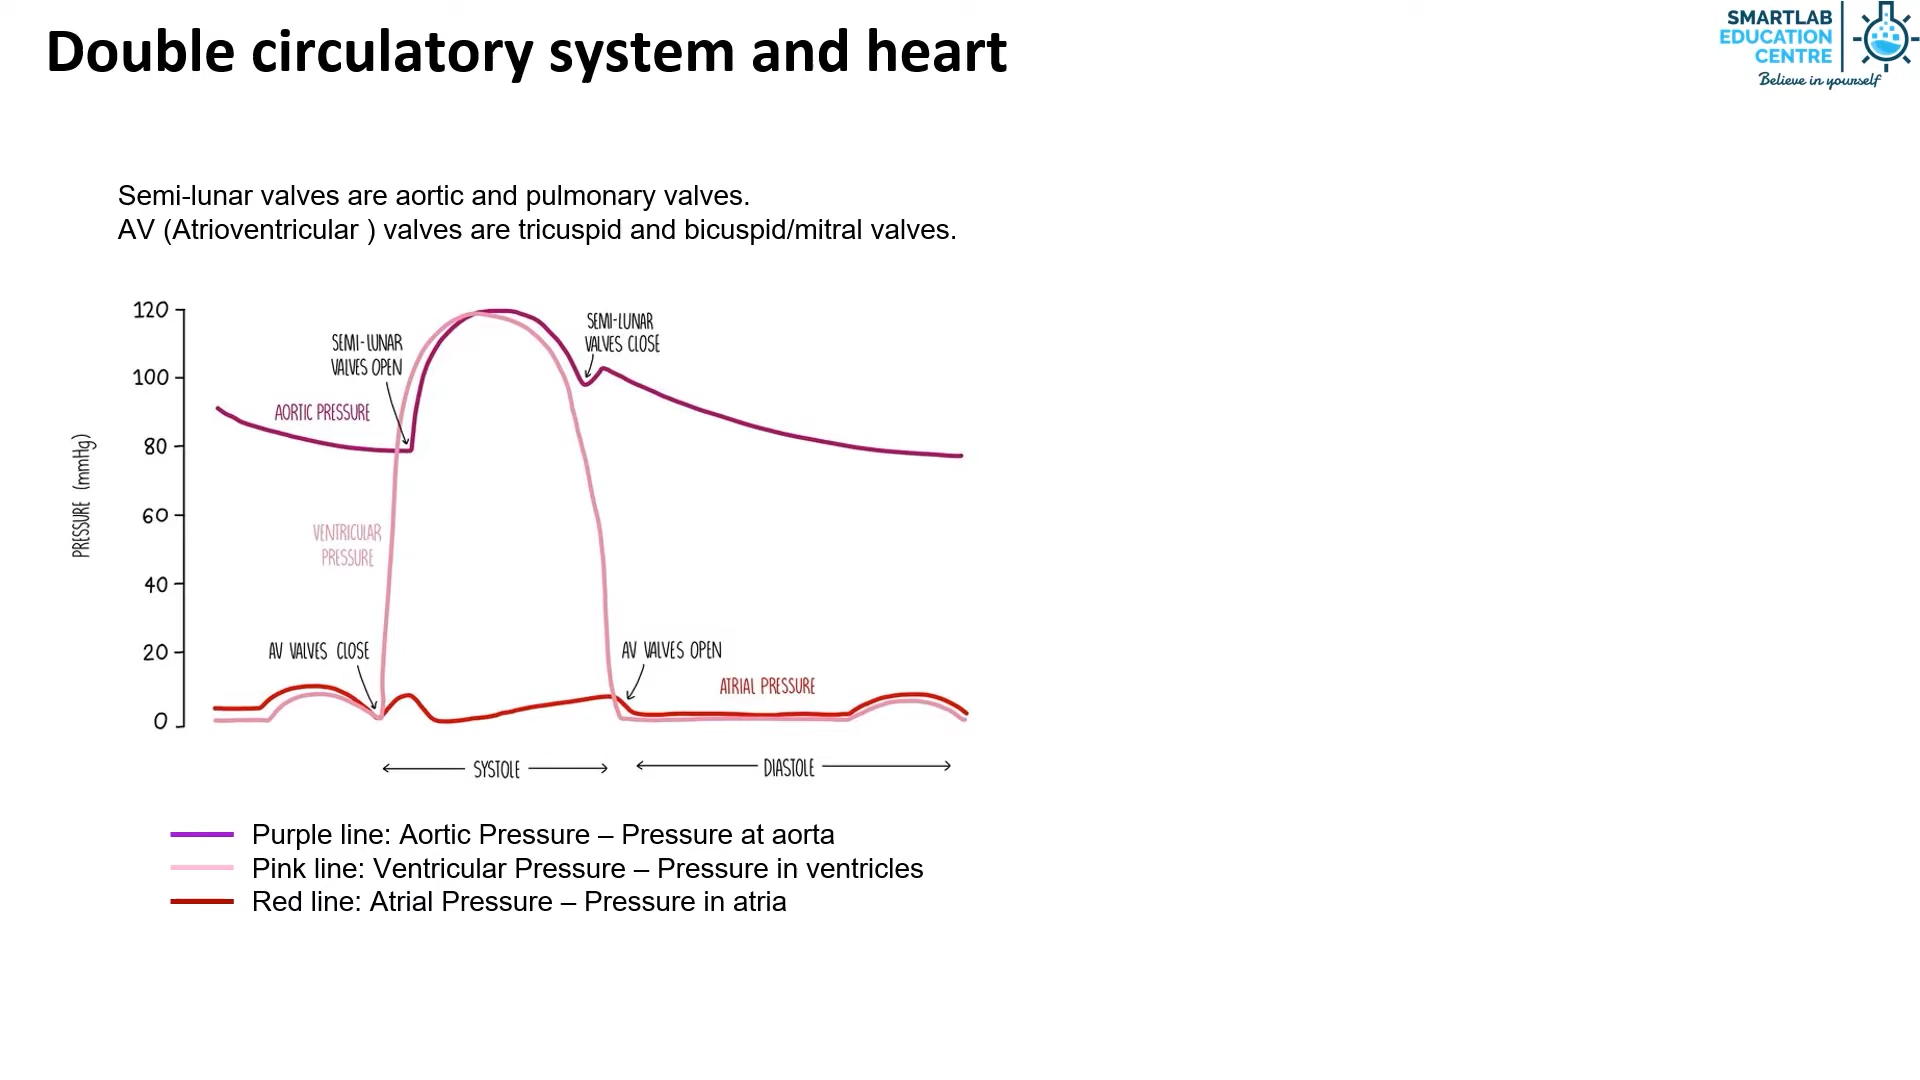 Double circulatory system and heart
SMARTLAB
EDUCATION
CENTRE
Believe in yourself
Semi-lunar valves are aortic and pulmonary valves.
AV (Atrioventricular ) valves are tricuspid and bicuspid/mitral valves.
120
100
80
60
40
20
0
PRESSURE (mmHg)
SEMI-LUNAR
VALVES OPEN
SEMI-LUNAR
VALVES CLOSE
AORTIC PRESSURE
VENTRICULAR
PRESSURE
AV VALVES CLOSE
AV VALVES OPEN
ATRIAL PRESSURE
SYSTOLE
DIASTOLE
Purple line: Aortic Pressure – Pressure at aorta
Pink line: Ventricular Pressure – Pressure in ventricles
Red line: Atrial Pressure – Pressure in atria